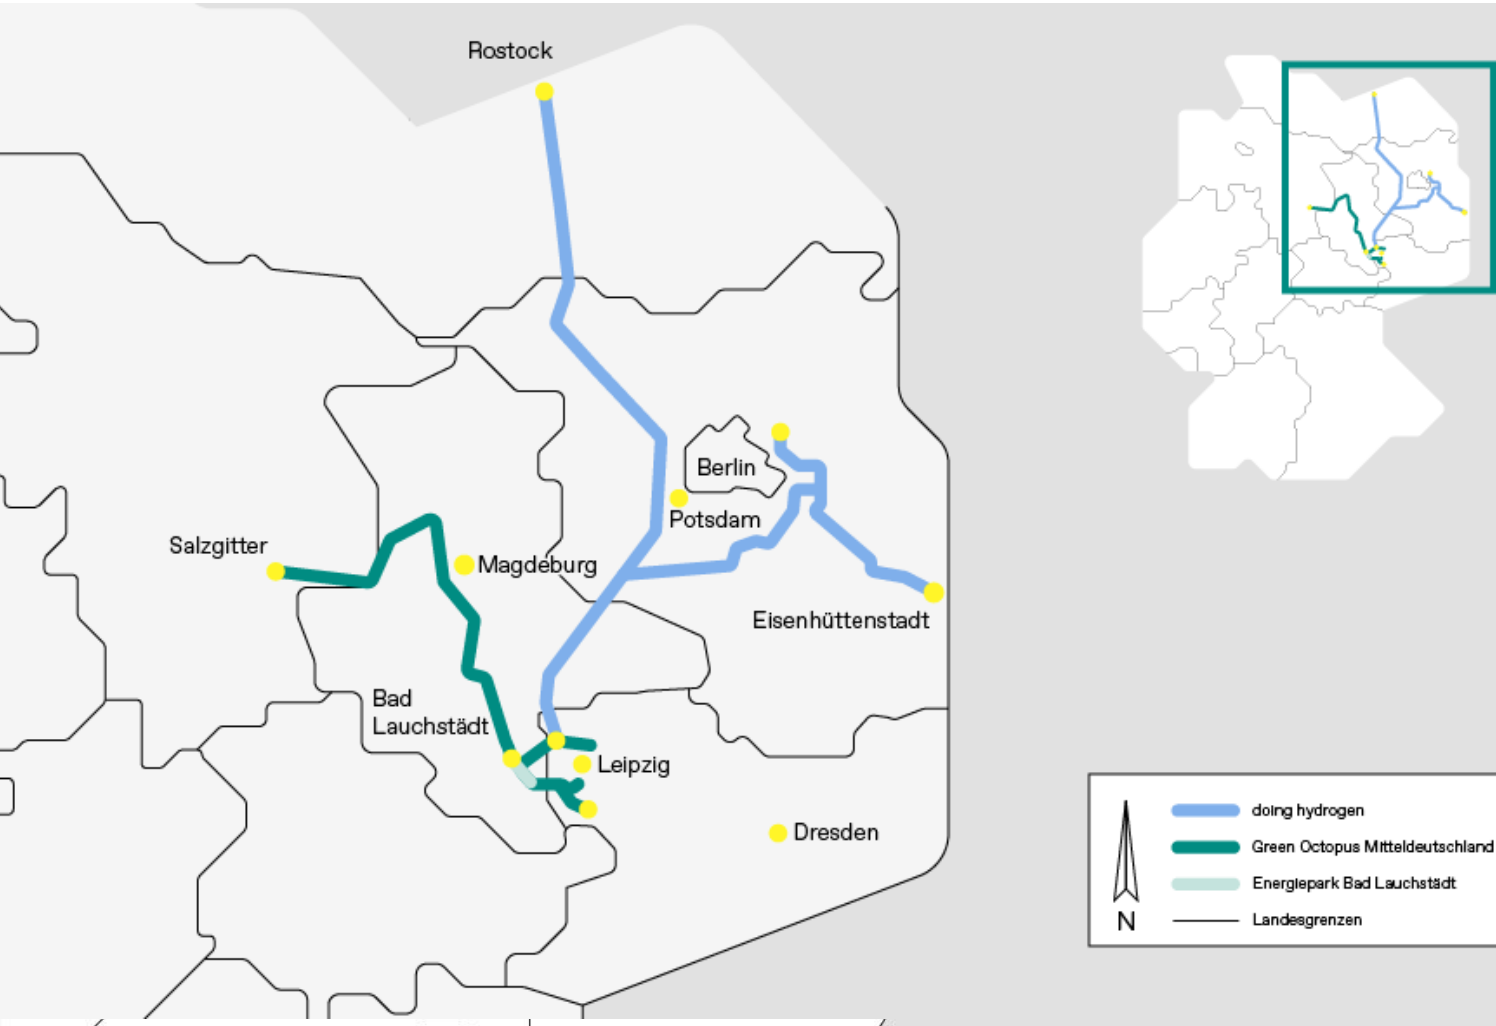 Rostock
Berlin
Potsdam
Salzgitter
Magdeburg
Eisenhüttenstadt
Bad
Lauchstädt
Leipzig
Dresden
N
doing hydrogen
Green Octopus Mitteldeutschland
Energiepark Bad Lauchstädt
Landesgrenzen